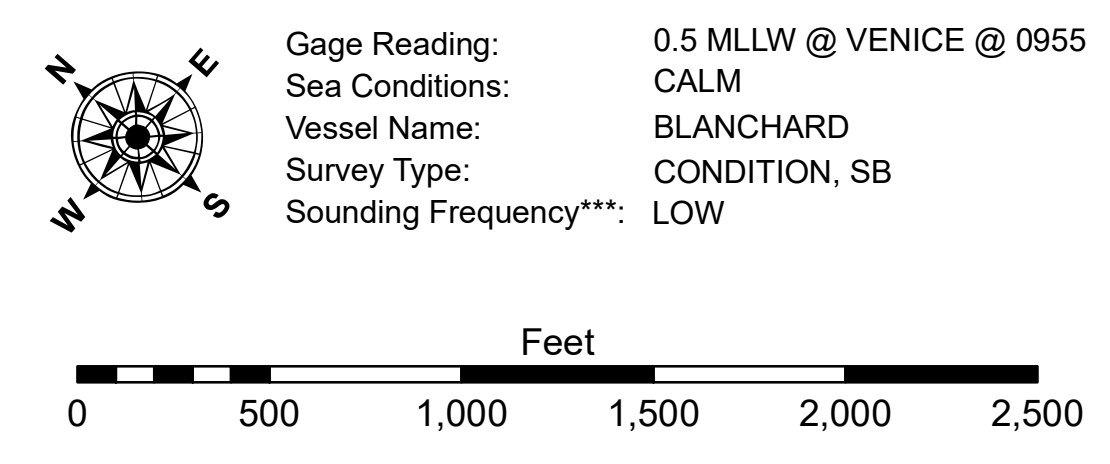 N E
W S
Gage Reading: 0.5 MLLW @ VENICE @ 0955
Sea Conditions: CALM
Vessel Name: BLANCHARD
Survey Type: CONDITION, SB
Sounding Frequency***: LOW
Feet
0 500 1,000 1,500 2,000 2,500